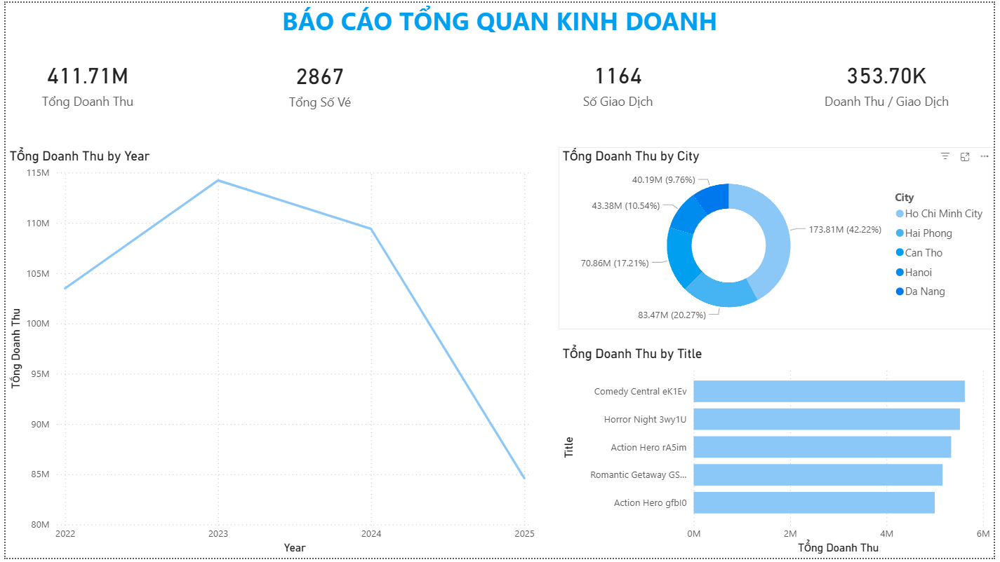 BÁO CÁO TỔNG QUAN KINH DOANH
411.71M
Tổng Doanh Thu
2867
Tổng Số Vé
1164
Số Giao Dịch
353.70K
Doanh Thu / Giao Dịch
Tổng Doanh Thu by Year
115M
110M
105M
100M
95M
90M
85M
80M
Tổng Doanh Thu
2022
2023
2024
2025
Year
Tổng Doanh Thu by City
40.19M (9.76%)
43.38M (10.54%)
70.86M (17.21%)
83.47M (20.27%)
173.81M (42.22%)
City
Ho Chi Minh City
Hai Phong
Can Tho
Hanoi
Da Nang
Tổng Doanh Thu by Title
Title
Comedy Central eK1Ev
Horror Night 3wy1U
Action Hero rA5im
Romantic Getaway GS...
Action Hero gfbI0
0M
2M
4M
6M
Tổng Doanh Thu